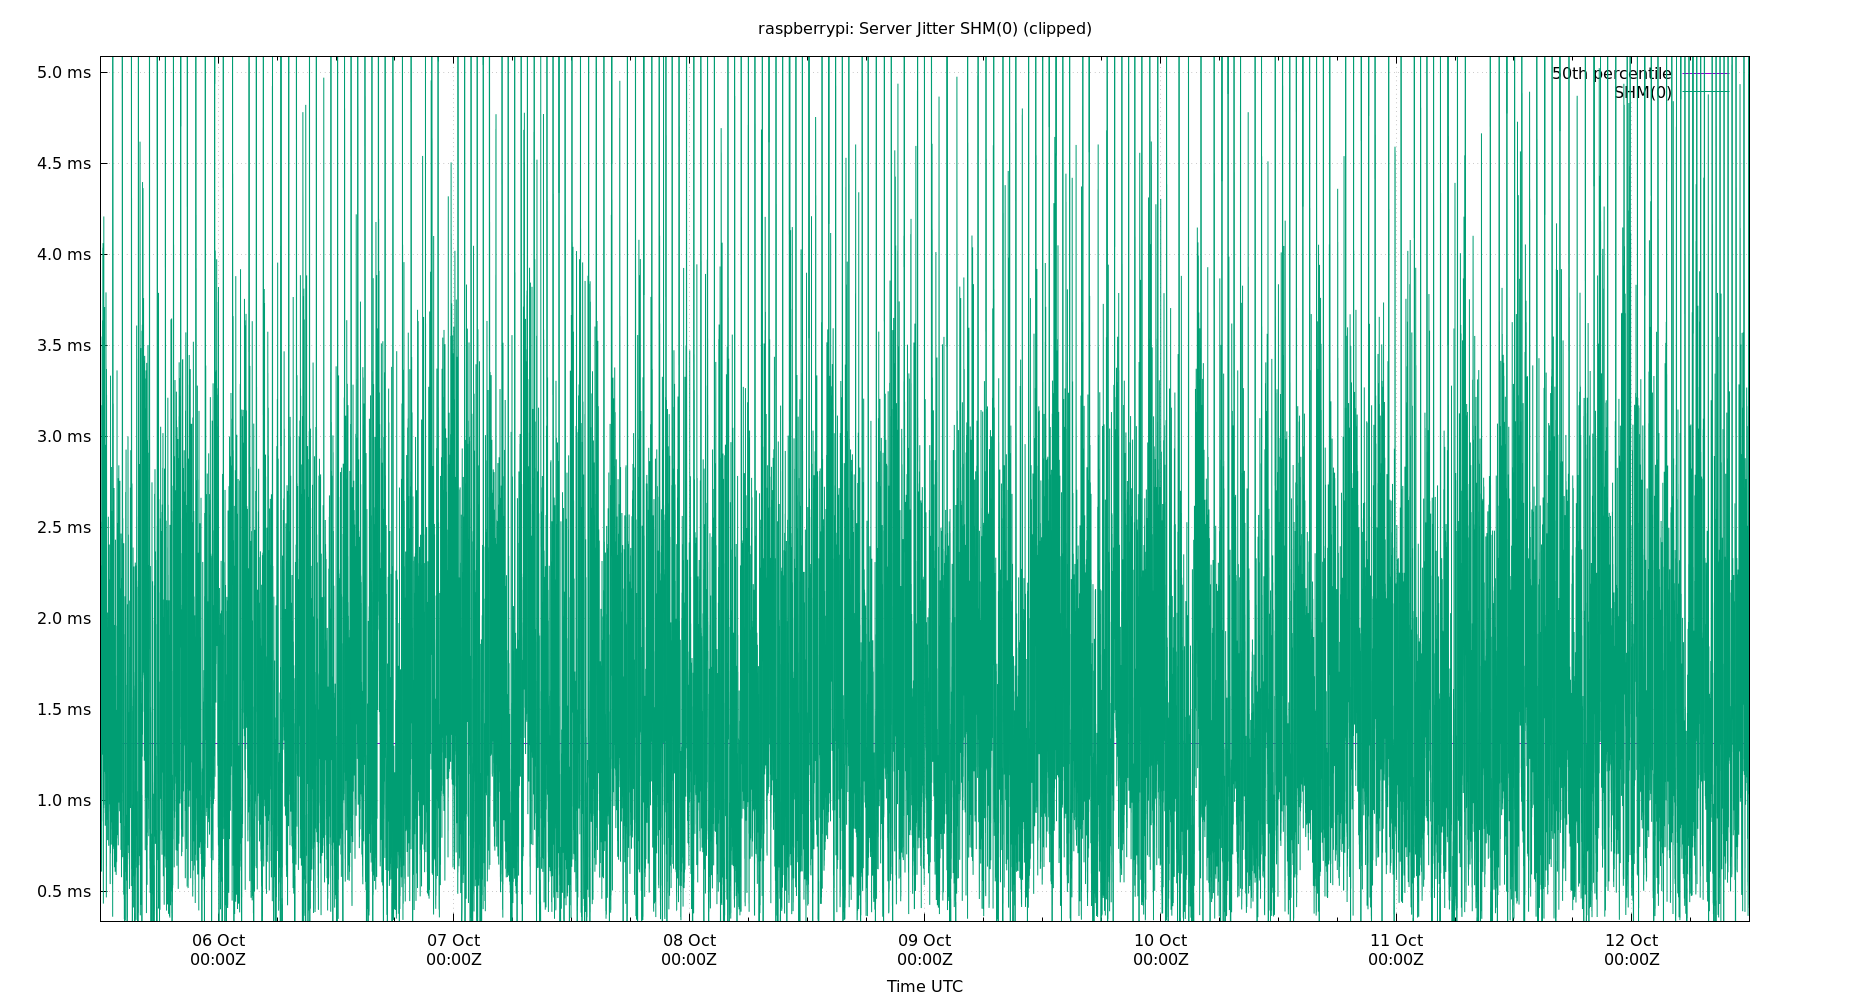 raspberrypi: Server Jitter SHM(0) (clipped)
5.0 ms
4.5 ms
4.0 ms
3.5 ms
3.0 ms
2.5 ms
2.0 ms
1.5 ms
1.0 ms
0.5 ms
50th percentile
SHM(0)
06 Oct
00:00Z
07 Oct
00:00Z
08 Oct
00:00Z
09 Oct
00:00Z
10 Oct
00:00Z
11 Oct
00:00Z
12 Oct
00:00Z
Time UTC